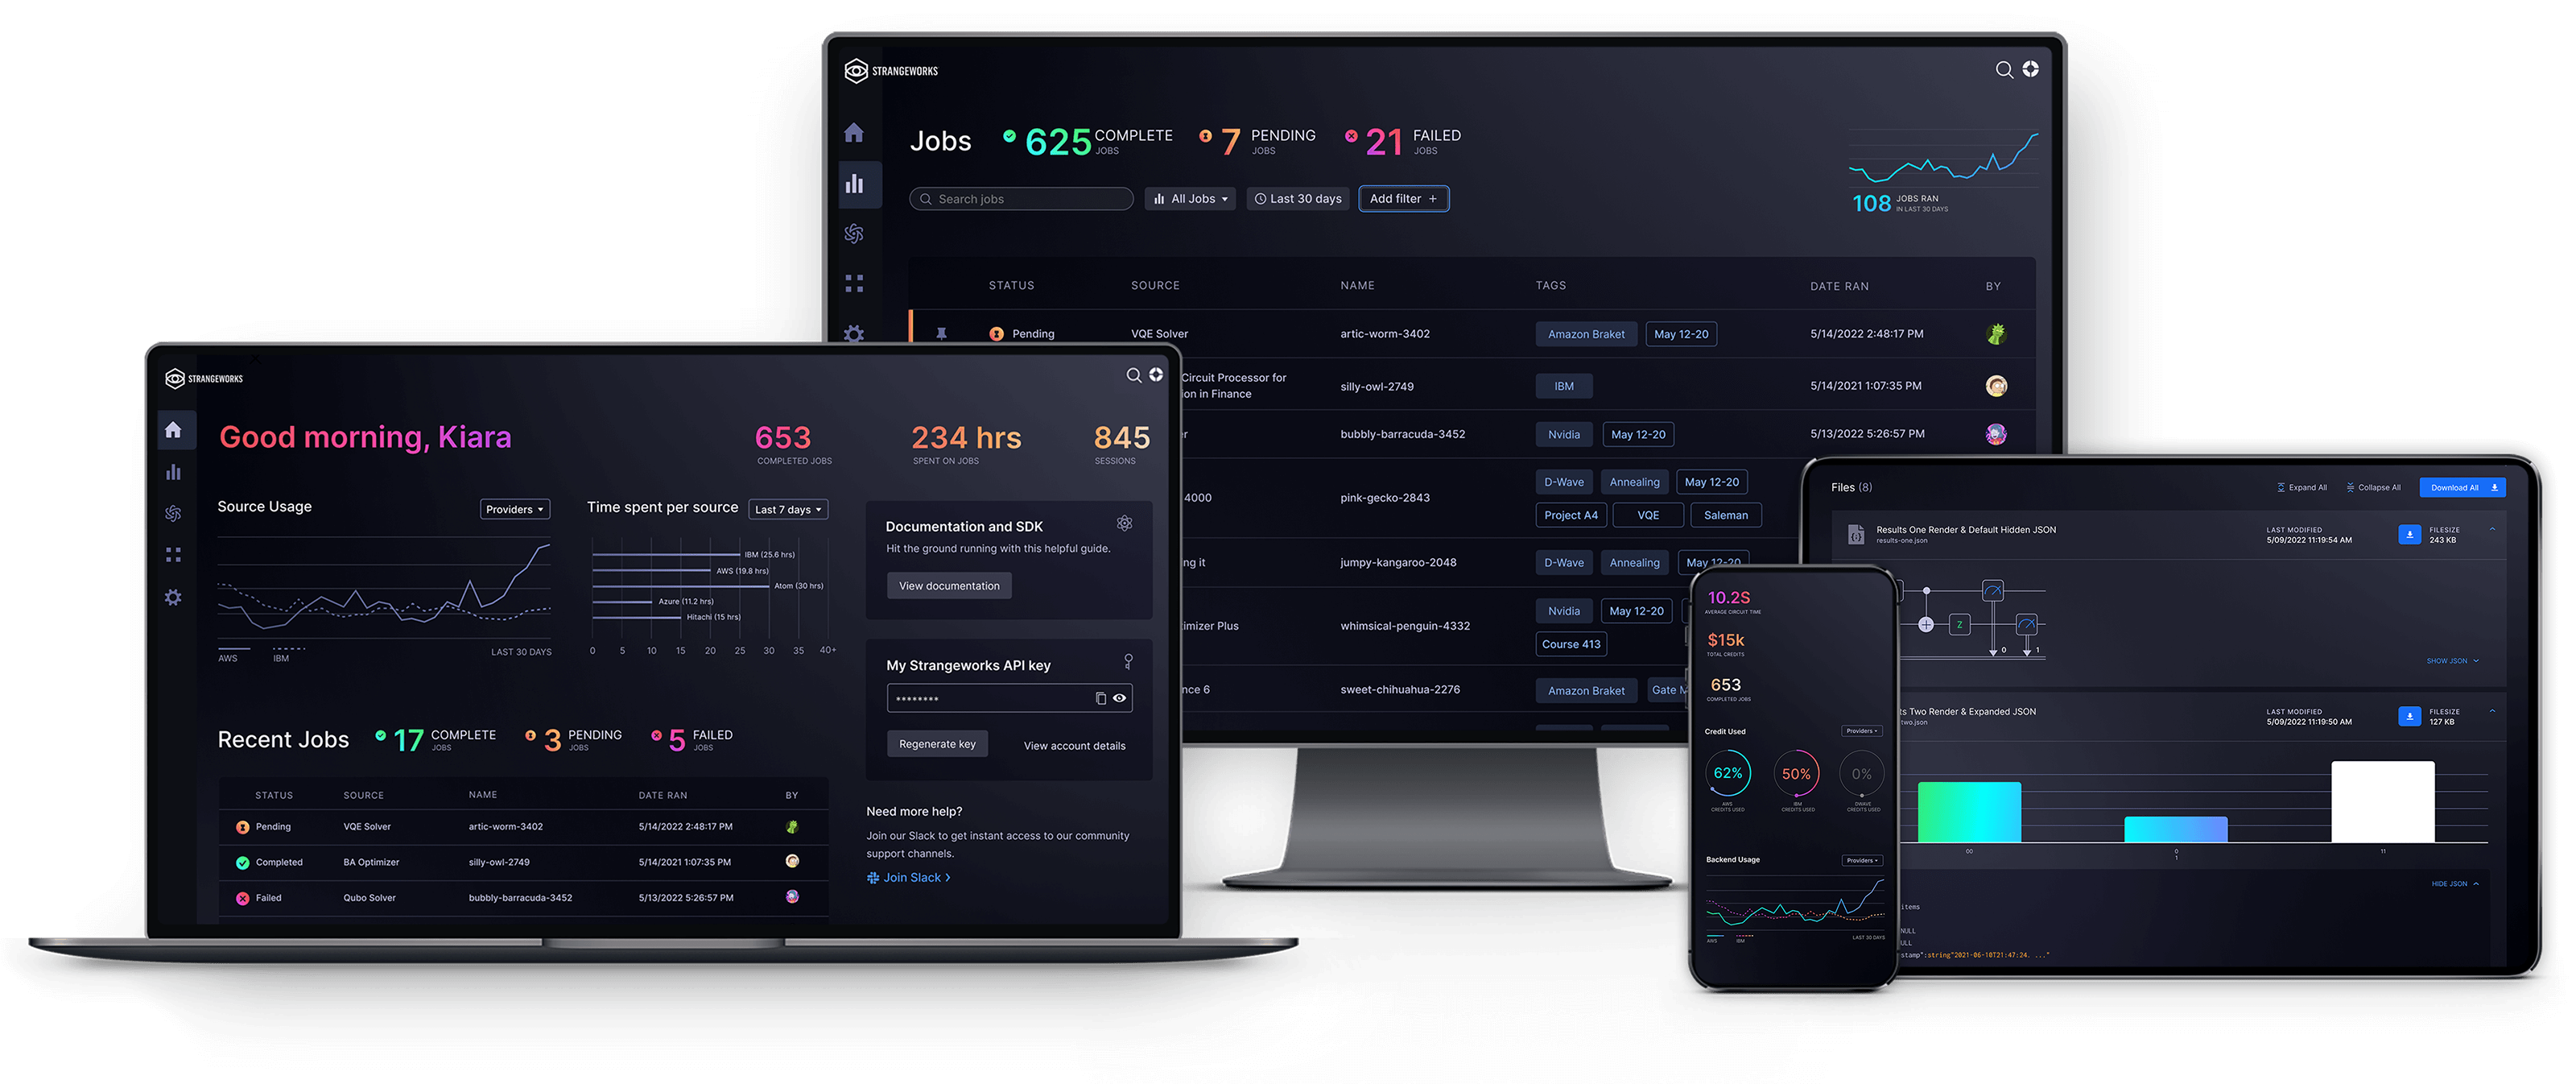 STRANGEWORKS
Jobs
625 COMPLETE JOBS
7 PENDING JOBS
21 FAILED JOBS
Search jobs
All Jobs
Last 30 days
Add filter +
108 JOBS RAN
IN LAST 30 DAYS
STATUS SOURCE NAME TAGS DATE RAN BY
Pending VQE Solver artic-worm-3402 Amazon Braket May 12-20 5/14/2022 2:48:17 PM
Circuit Processor for
ion in Finance silly-owl-2749 IBM 5/14/2021 1:07:35 PM
bubbly-barracuda-3452 Nvidia May 12-20 5/13/2022 5:26:57 PM
4000 pink-gecko-2843 D-Wave Annealing May 12-20
Project A4 VQE Saleman
ng it jumpy-kangaroo-2048 D-Wave Annealing May 12-20
timizer Plus whimsical-penguin-4332 Nvidia May 12-20
Course 413
nce 6 sweet-chihuahua-2276 Amazon Braket Gate M
STRANGEWORKS
Good morning, Kiara
653
COMPLETED JOBS
234 hrs
SPENT ON JOBS
845
SESSIONS
Source Usage
Providers
AWS IBM LAST 30 DAYS
Time spent per source
Last 7 days
IBM (25.6 hrs)
AWS (19.8 hrs)
Atom (30 hrs)
Azure (11.2 hrs)
Hitachi (15 hrs)
0 5 10 15 20 25 30 35 40+
Documentation and SDK
Hit the ground running with this helpful guide.
View documentation
My Strangeworks API key
********
Regenerate key
View account details
Need more help?
Join our Slack to get instant access to our community
support channels.
Join Slack >
Recent Jobs
17 COMPLETE JOBS
3 PENDING JOBS
5 FAILED JOBS
STATUS SOURCE NAME DATE RAN BY
Pending VQE Solver artic-worm-3402 5/14/2022 2:48:17 PM
Completed BA Optimizer silly-owl-2749 5/14/2021 1:07:35 PM
Failed Qubo Solver bubbly-barracuda-3452 5/13/2022 5:26:57 PM
10.2S
AVERAGE CIRCUIT TIME
$15k
TOTAL CREDITS
653
COMPLETED JOBS
Credit Used
Providers
62% 50% 0%
AWS IBM DWAVE
CREDITS USED CREDITS USED CREDITS USED
Backend Usage
Providers
AWS IBM LAST 30 DAYS
Files (8)
Expand All
Collapse All
Download All
Results One Render & Default Hidden JSON
results-one.json
LAST MODIFIED
5/09/2022 11:19:54 AM
FILESIZE
243 KB
Z
0 1
SHOW JSON
ts Two Render & Expanded JSON
two.json
LAST MODIFIED
5/09/2022 11:19:50 AM
FILESIZE
127 KB
00 0 11
1
HIDE JSON
items
NULL
ULL
stamp":string"2021-06-10T21:47:24. ..."